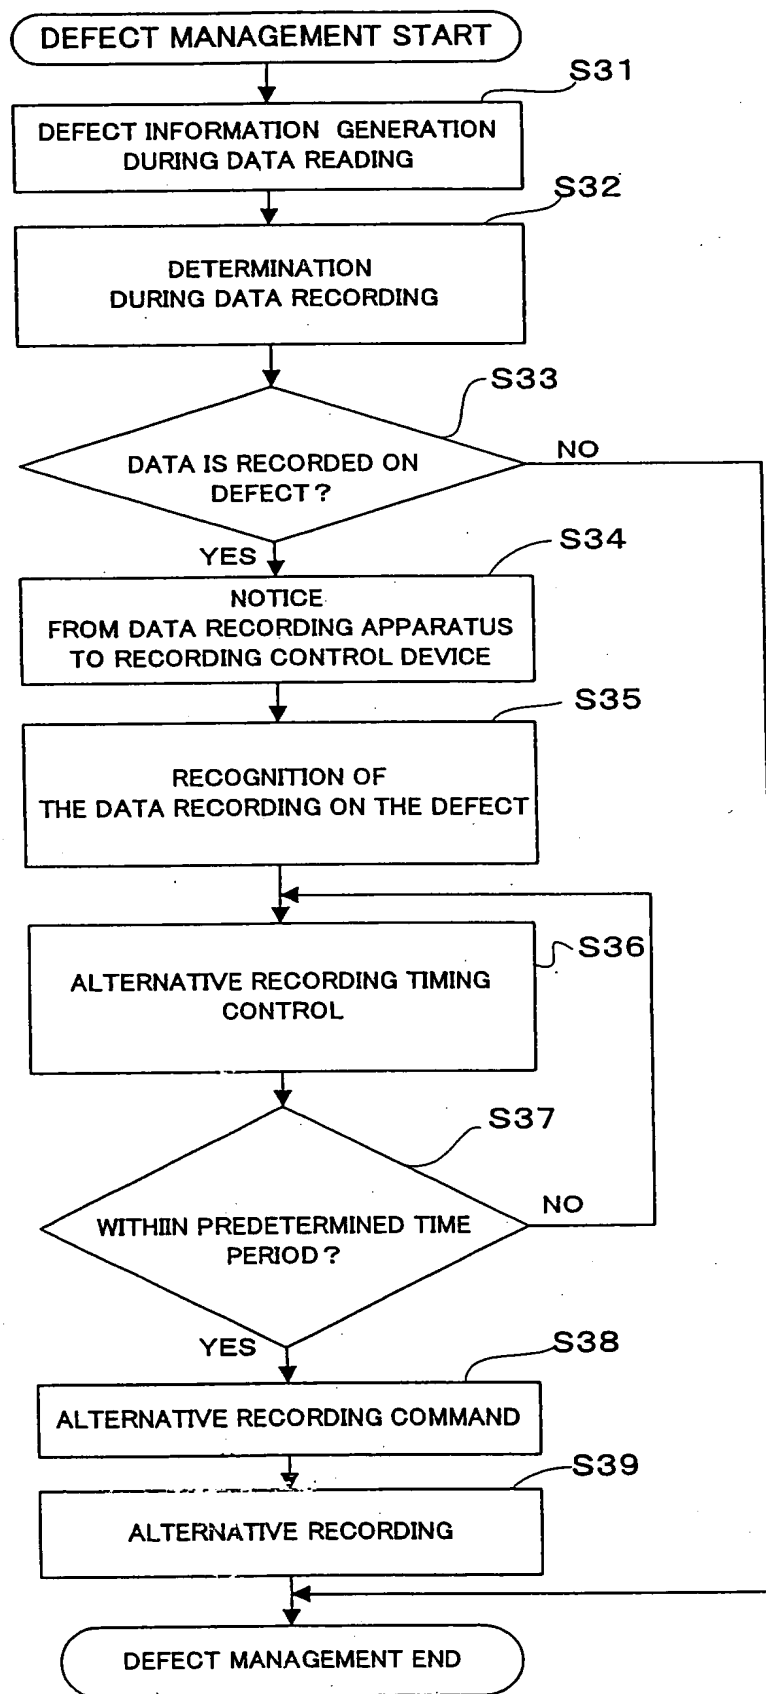 DEFECT MANAGEMENT START
S31
DEFECT INFORMATION GENERATION
DURING DATA READING
S32
DETERMINATION
DURING DATA RECORDING
S33
DATA IS RECORDED ON
DEFECT?
NO
YES
S34
NOTICE
FROM DATA RECORDING APPARATUS
TO RECORDING CONTROL DEVICE
S35
RECOGNITION OF
THE DATA RECORDING ON THE DEFECT
S36
ALTERNATIVE RECORDING TIMING
CONTROL
S37
WITHIIN PREDETERMINED TIME
PERIOD?
NO
YES
S38
ALTERNATIVE RECORDING COMMAND
S39
ALTERNATIVE RECORDING
DEFECT MANAGEMENT END